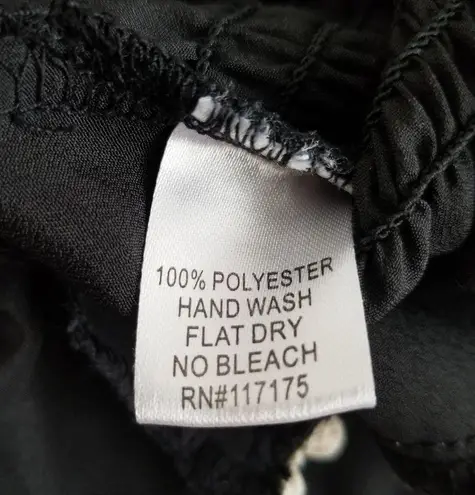 100% POLYESTER
HAND WASH
FLAT DRY
NO BLEACH
RN#117175